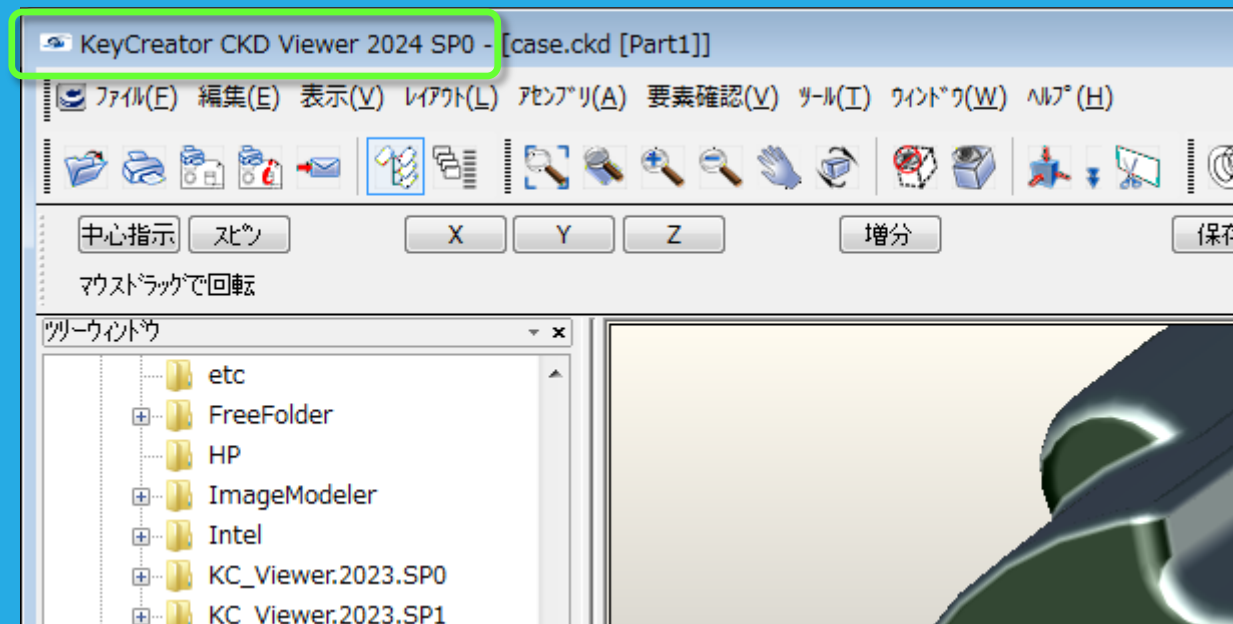 KeyCreator CKD Viewer 2024 SP0 - [case.ckd [Part1]]
ﾌｧｲﾙ(F) 編集(E) 表示(V) ﾚｲｱｳﾄ(L) ｱｾﾝﾌﾞﾘ(A) 要素確認(V) ﾂｰﾙ(T) ｳｨﾝﾄﾞｳ(W) ﾍﾙﾌﾟ(H)
中心指示 ｽﾋﾟﾝ X Y Z 増分 保存
ﾏｳｽﾄﾞﾗｯｸﾞで回転
ﾂﾘｰｳｨﾝﾄﾞｳ
etc
FreeFolder
HP
ImageModeler
Intel
KC_Viewer.2023.SP0
KC_Viewer.2023.SP1